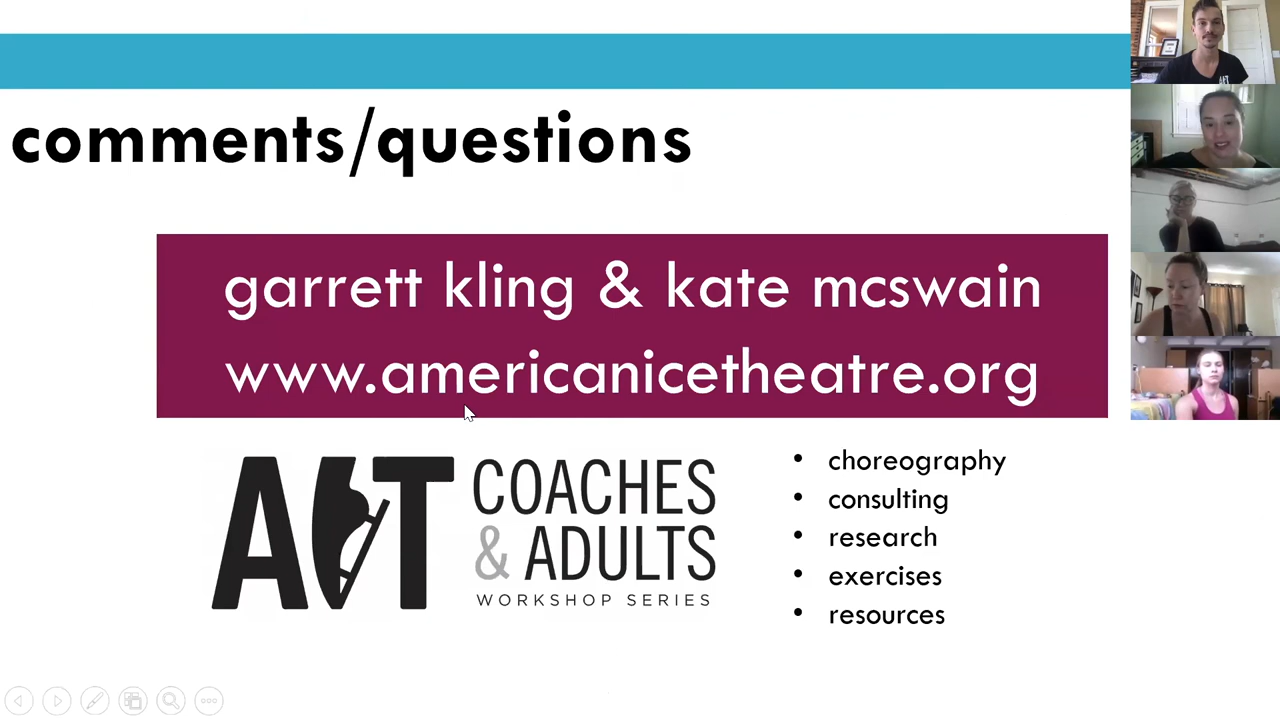 comments/questions
garrett kling & kate mcswain
www.americanicetheatre.org
AIT
COACHES
& ADULTS
WORKSHOP SERIES
• choreography
• consulting
• research
• exercises
• resources